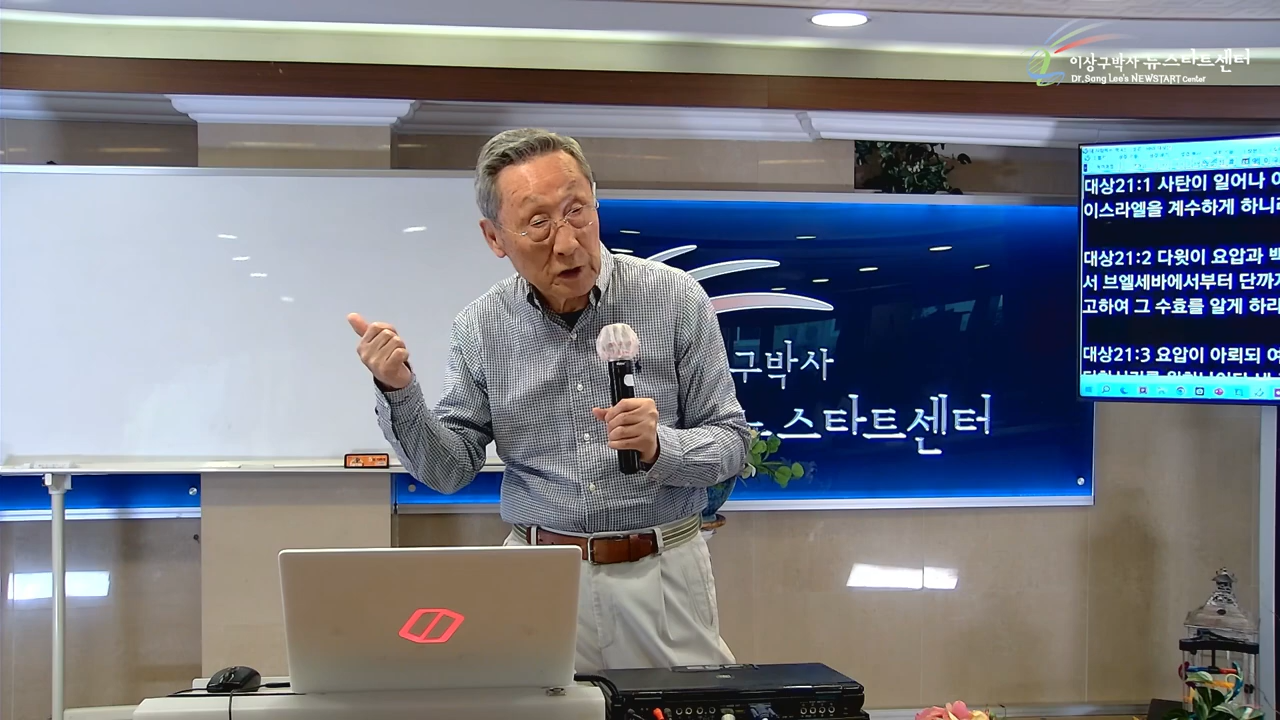 이상구박사 뉴스타트센터
Dr. Sang Lee's NEWSTART Center
대상21:1 사탄이 일어나
이스라엘을 계수하게 하니라
대상21:2 다윗이 요압과
서 브엘세바에서부터 단까지
고하여 그 수효를 알게 하라
대상21:3 요압이 아뢰되
구박사
뉴스타트센터